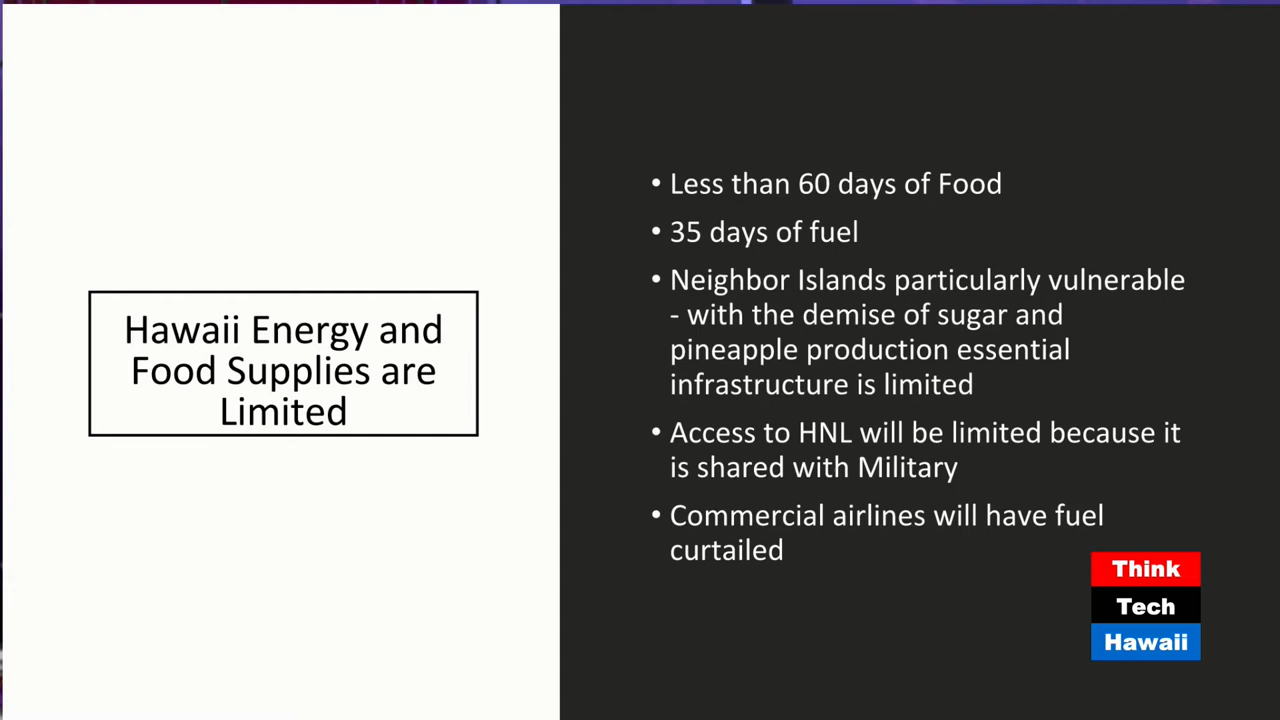 Hawaii Energy and
Food Supplies are
Limited
• Less than 60 days of Food
• 35 days of fuel
• Neighbor Islands particularly vulnerable
- with the demise of sugar and
pineapple production essential
infrastructure is limited
• Access to HNL will be limited because it
is shared with Military
• Commercial airlines will have fuel
curtailed
Think
Tech
Hawaii